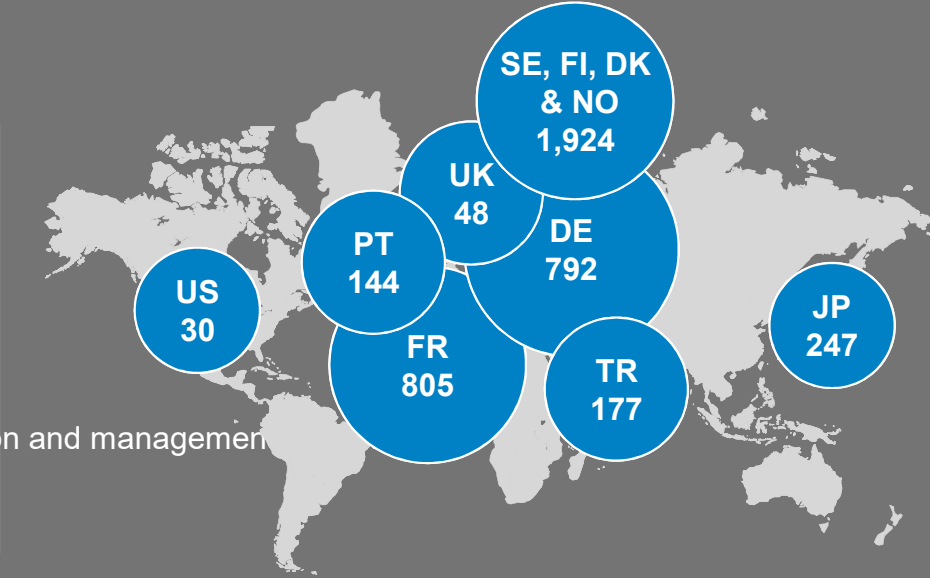 SE, FI, DK
& NO
1,924
UK
48
DE
792
PT
144
US
30
JP
247
FR
805
TR
177
and managemen